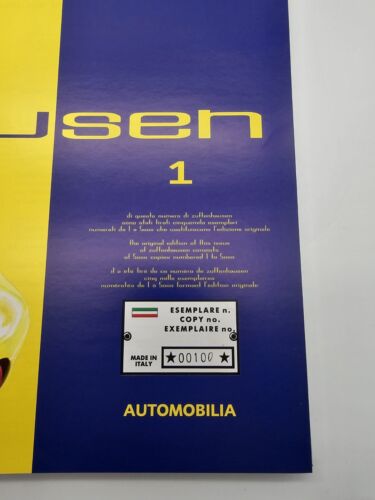 usen
1
di questo numero di zuffenhausen
sono stati tirati cinquemila esemplari
numerati da 1 a 5000 che costituiscono l'edizione originale
the original edition of this issue
of zuffenhausen consists
of 5000 copies numbered 1 to 5000
il a été tiré de ce numéro de zuffenhausen
cinq mille exemplaires
numérotés de 1 à 5000 formant l'édition originale
ESEMPLARE n.
COPY no.
EXEMPLAIRE no.
MADE IN
ITALY
★00100★
AUTOMOBILIA